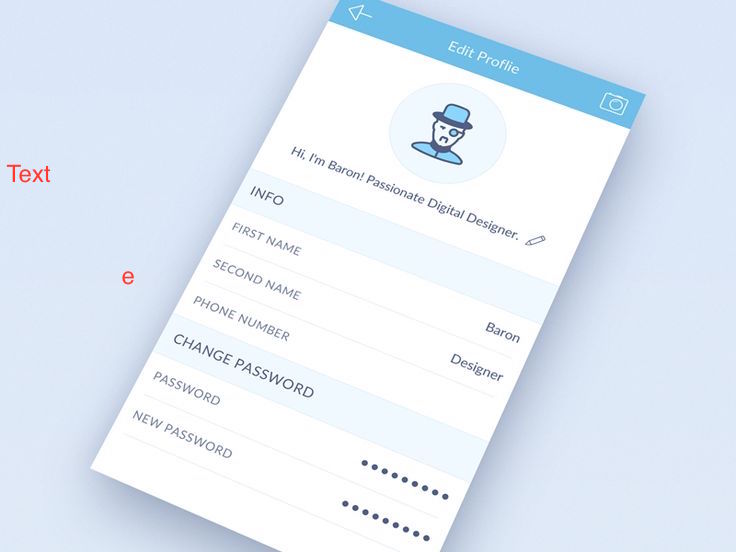 Edit Proflie
Hi, I'm Baron! Passionate Digital Designer.
Text
INFO
FIRST NAME
Baron
e
SECOND NAME
Designer
PHONE NUMBER
CHANGE PASSWORD
PASSWORD
•••••••••
NEW PASSWORD
•••••••••